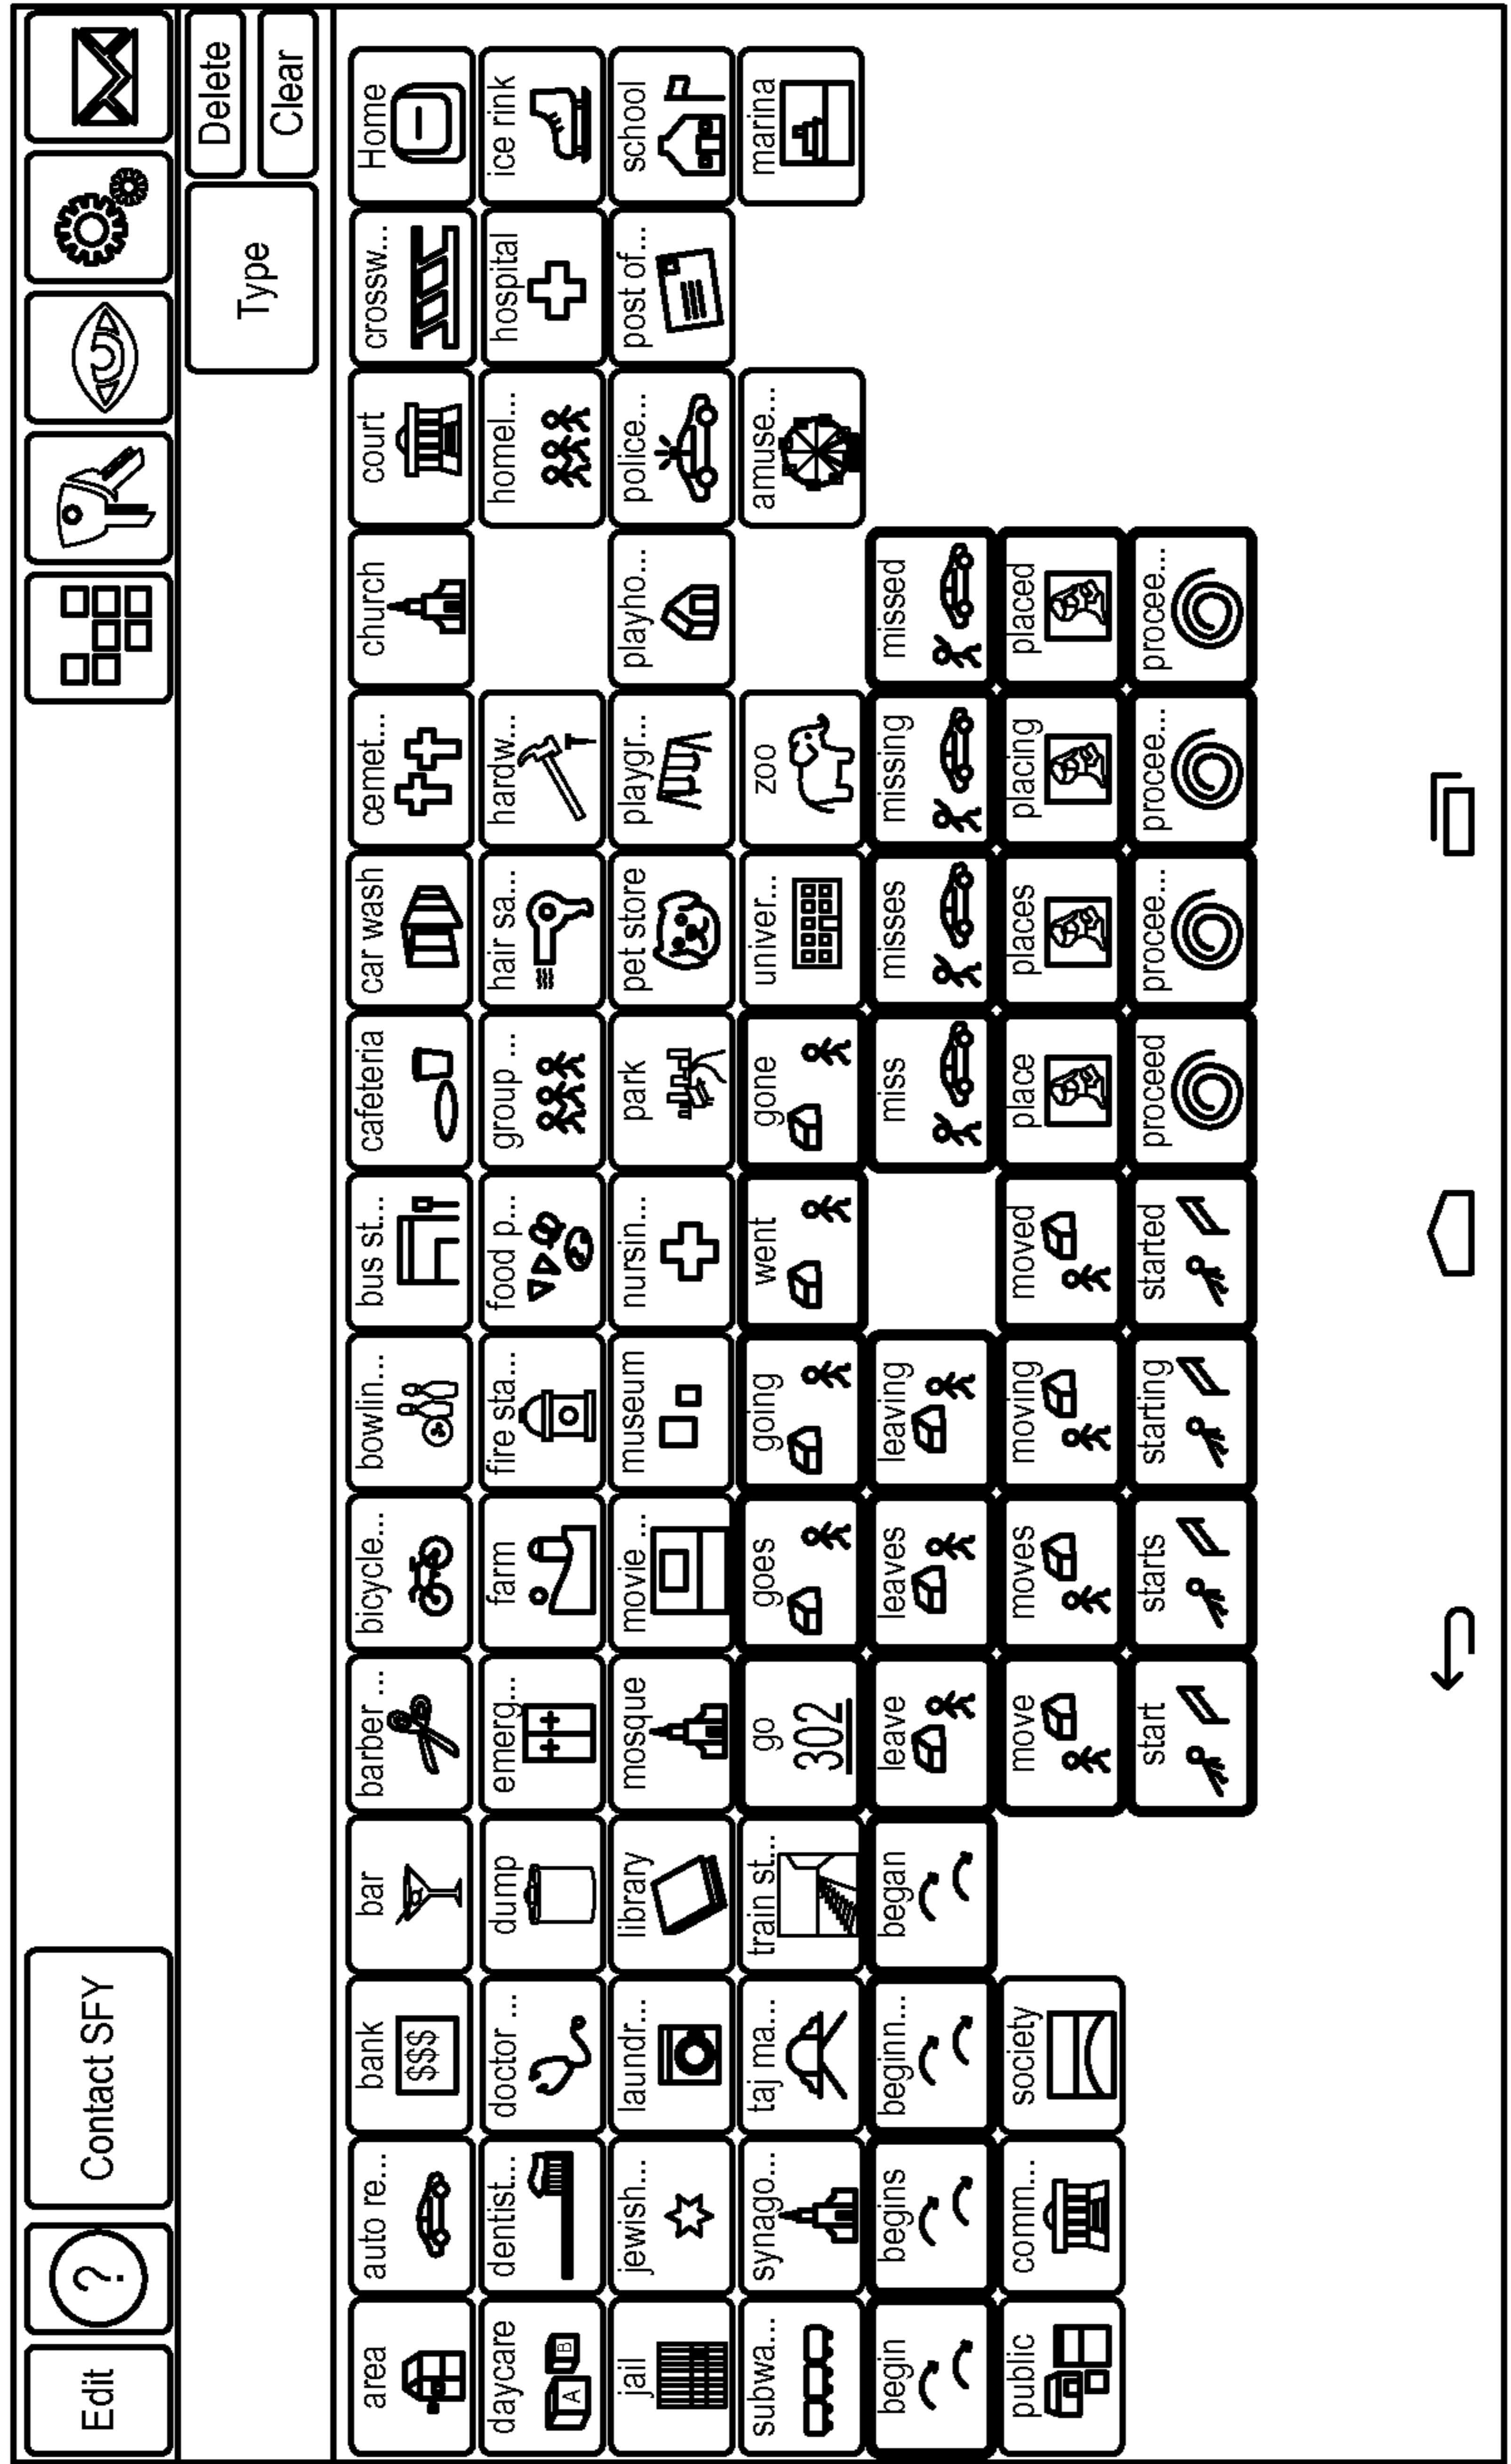 Edit
?
Contact SFY
Type
Delete
Clear
area
auto re...
bank
bar
barber ...
bicycle...
bowlin...
bus st...
cafeteria
car wash
cemet...
church
court
crossw...
Home
$$$
daycare
dentist...
doctor ...
dump
emerg...
farm
fire sta...
food p...
group ...
hair sa...
hardw...
homel...
hospital
ice rink
A
B
jail
jewish...
laundr...
library
mosque
movie ...
museum
nursin...
park
pet store
playgr...
playho...
police...
post of...
school
subwa...
synago...
taj ma...
train st...
go
goes
going
went
gone
univer...
zoo
amuse...
marina
302
begin
begins
beginn...
began
leave
leaves
leaving
miss
misses
missing
missed
public
comm...
society
move
moves
moving
moved
place
places
placing
placed
start
starts
starting
started
proceed
procee...
procee...
procee...